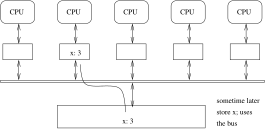 CPU CPU CPU CPU CPU
x: 3
sometime later
store x; uses
the bus
x: 3